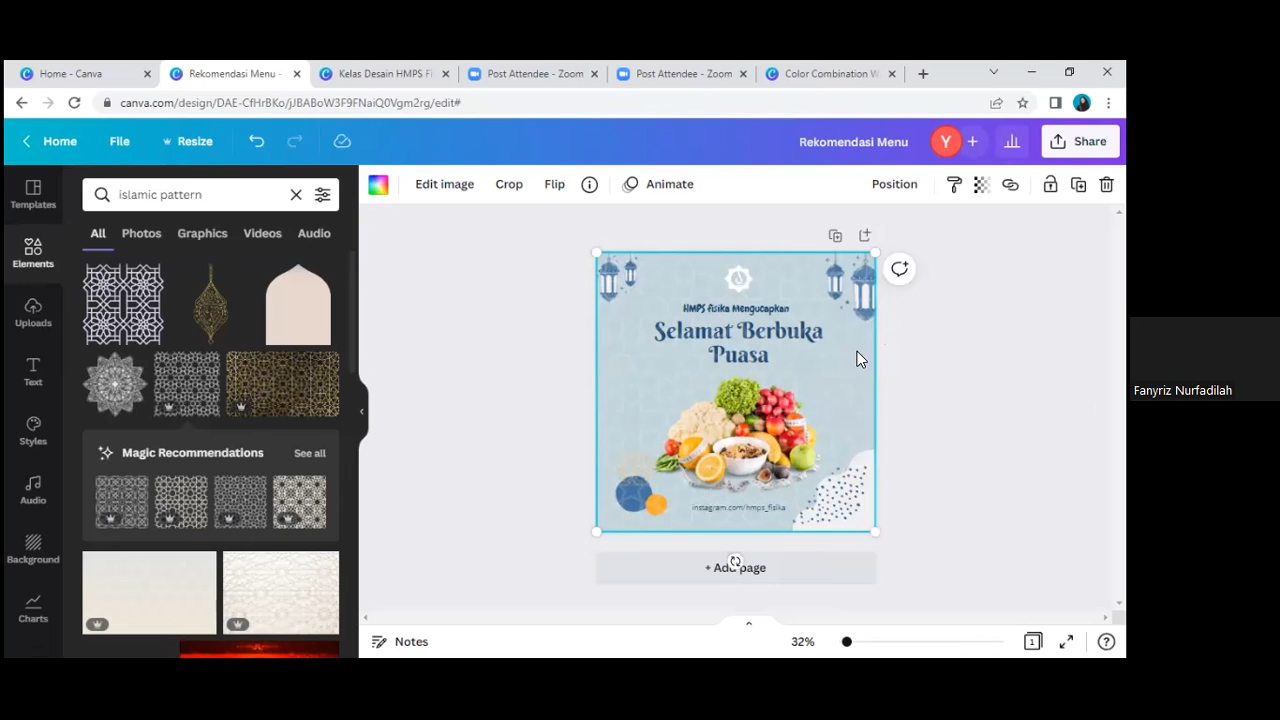 Home - Canva
Rekomendasi Menu -
Kelas Desain HMPS Fi
Post Attendee - Zoom
Post Attendee - Zoom
Color Combination W
canva.com/design/DAE-CfHrBKo/jJBABoW3F9FNaiQ0Vgm2rg/edit#
Home
File
Resize
Rekomendasi Menu
Y
Share
Templates
Elements
Uploads
Text
Styles
Audio
Background
Charts
islamic pattern
All
Photos
Graphics
Videos
Audio
Magic Recommendations
See all
Edit image
Crop
Flip
Animate
Position
HMPS Fisika Mengucapkan
Selamat Berbuka
Puasa
instagram.com/hmps_fisika
+ Add page
Notes
32%
1
Fanyriz Nurfadilah